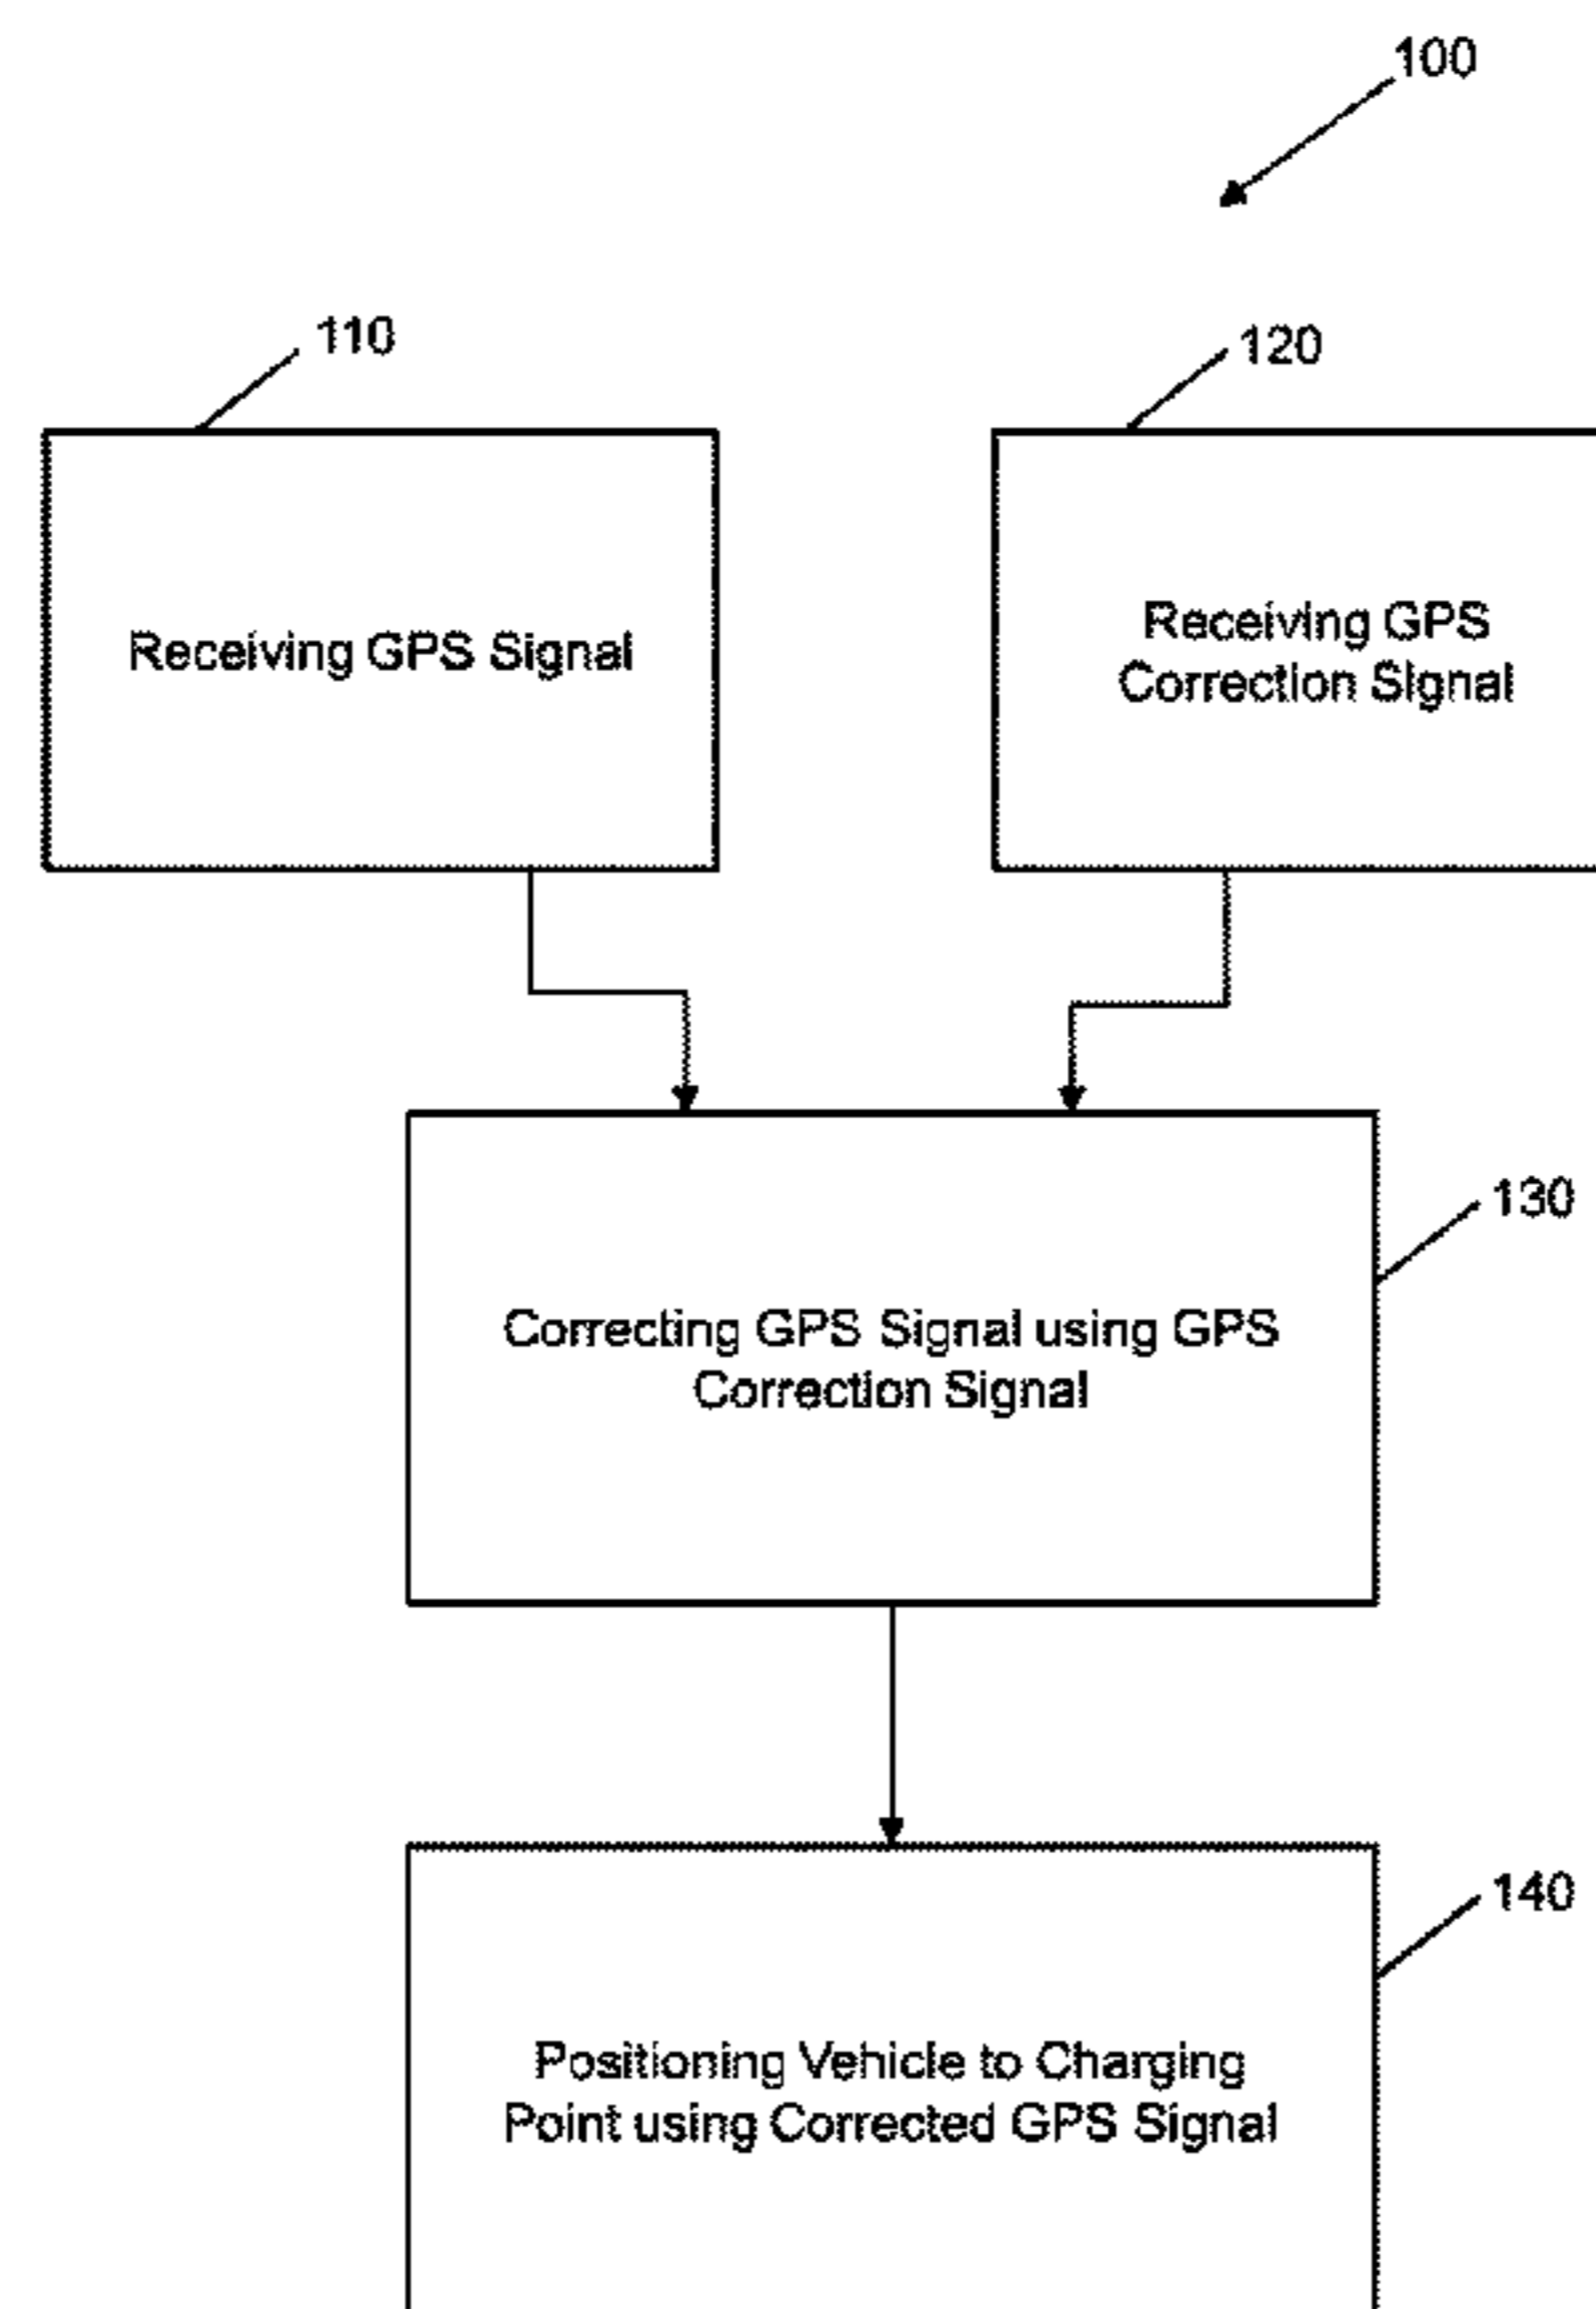 100
110
120
Receiving GPS Signal
Receiving GPS
Correction Signal
130
Correcting GPS Signal using GPS
Correction Signal
140
Positioning Vehicle to Charging
Point using Corrected GPS Signal